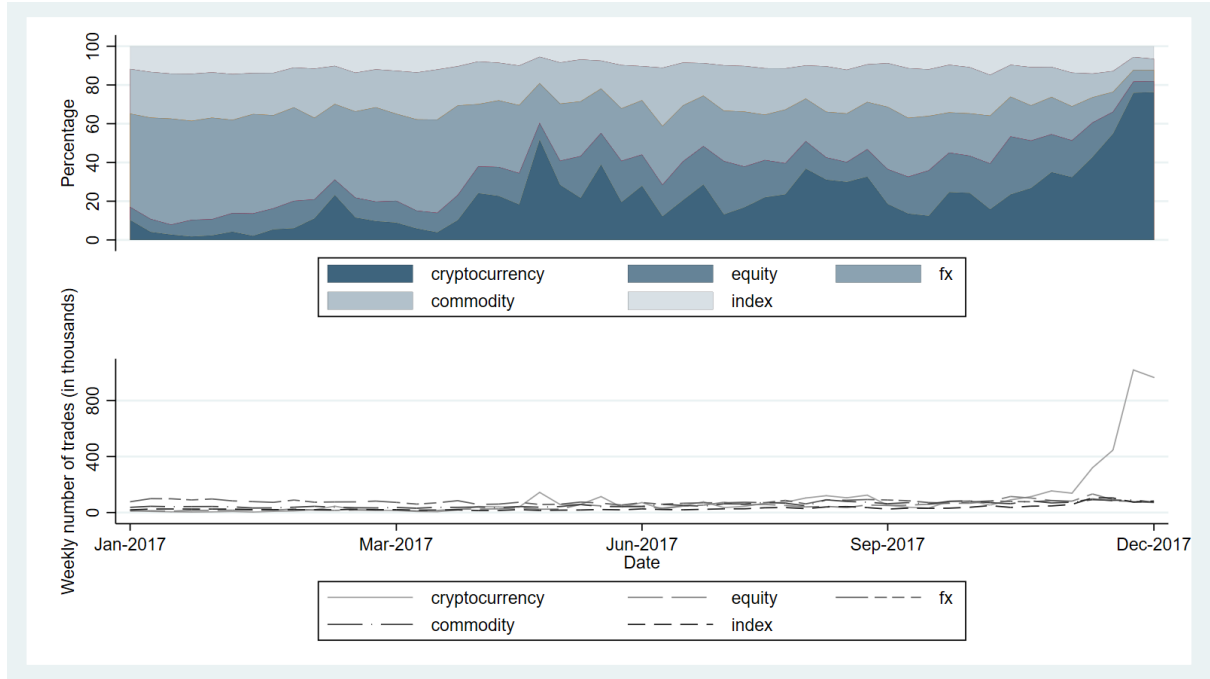 Percentage
100
80
60
40
20
0
cryptocurrency equity fx
commodity index
Weekly number of trades (in thousands)
800
400
0
Jan-2017 Mar-2017 Jun-2017 Sep-2017 Dec-2017
Date
cryptocurrency equity fx
commodity index